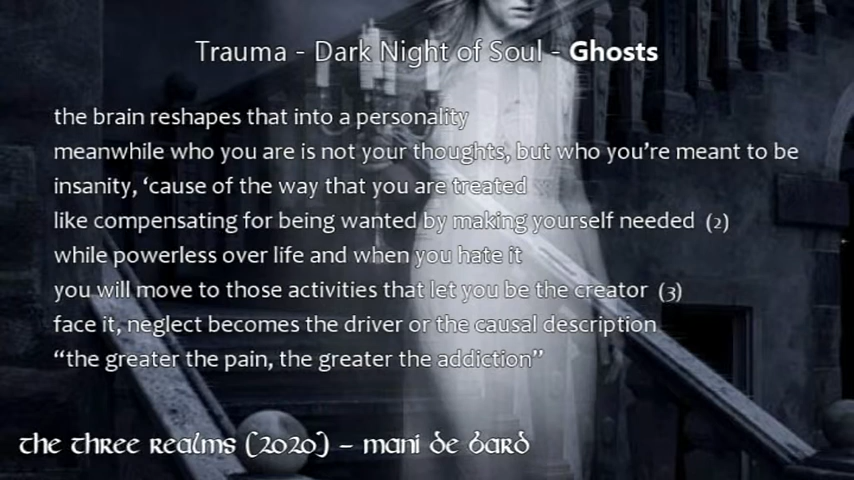 Trauma - Dark Night of Soul - Ghosts
the brain reshapes that into a personality
meanwhile who you are is not your thoughts, but who you’re meant to be
insanity, ‘cause of the way that you are treated
like compensating for being wanted by making yourself needed (2)
while powerless over life and when you hate it
you will move to those activities that let you be the creator (3)
face it, neglect becomes the driver or the causal description
“the greater the pain, the greater the addiction”
the three realms (2020) – mani de bard